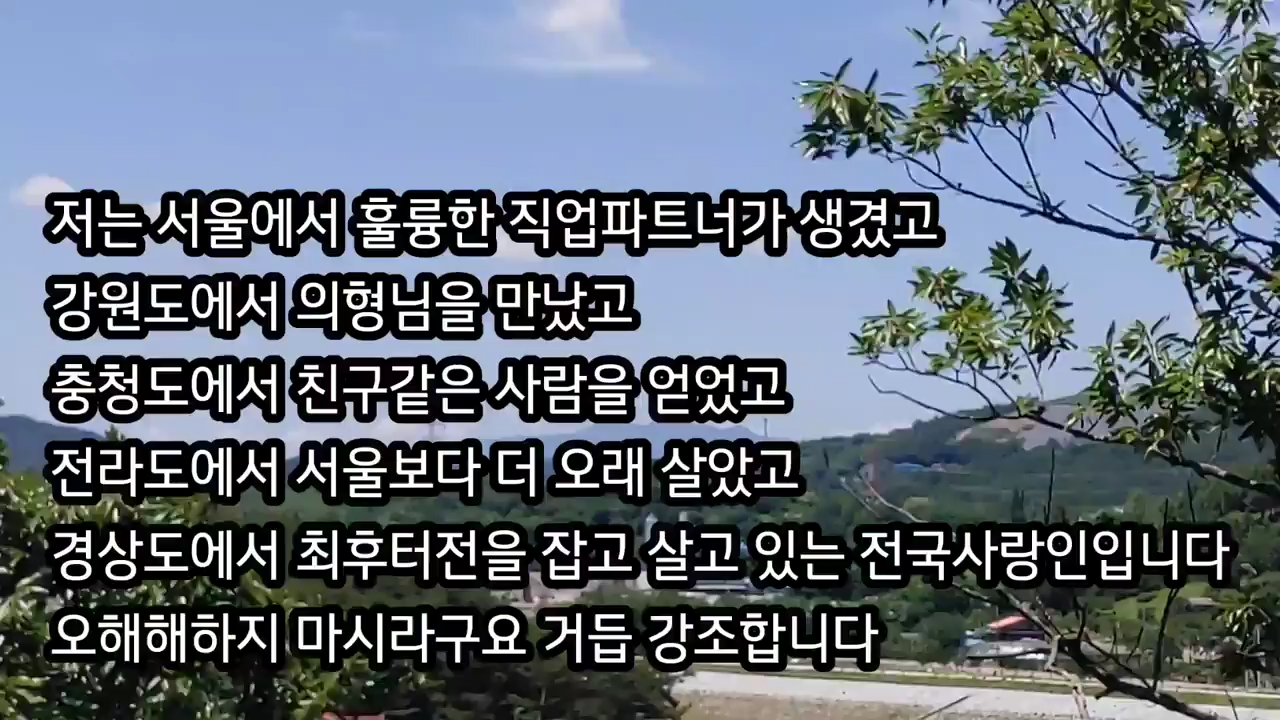 저는 서울에서 훌륭한 직업파트너가 생겼고
강원도에서 의형님을 만났고
충청도에서 친구같은 사람을 얻었고
전라도에서 서울보다 더 오래 살았고
경상도에서 최후터전을 잡고 살고 있는 전국사랑인입니다
오해해하지 마시라구요 거듭 강조합니다